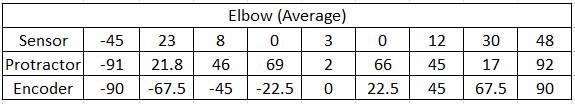 Elbow (Average)
Sensor -45 23 8 0 3 0 12 30 48
Protractor -91 21.8 46 69 2 66 45 17 92
Encoder -90 -67.5 -45 -22.5 0 22.5 45 67.5 90